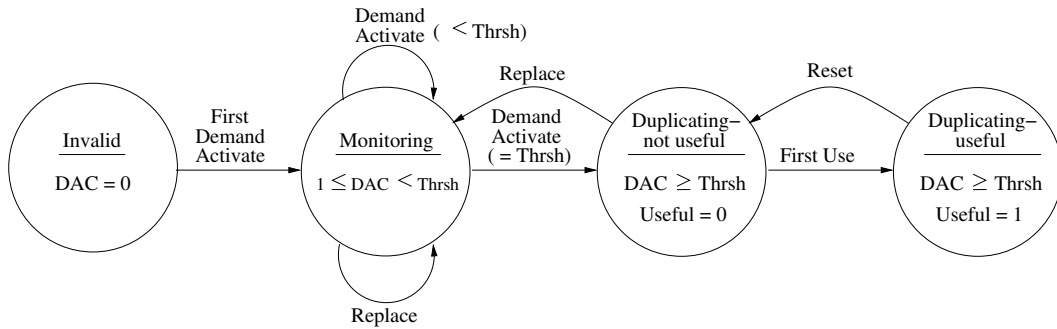 Demand
Activate ( < Thrsh)
Replace
Reset
First
Demand
Activate
Demand
Activate
( = Thrsh)
First Use
Invalid
DAC = 0
Monitoring
1 ≤ DAC < Thrsh
Duplicating–
not useful
DAC ≥ Thrsh
Useful = 0
Duplicating–
useful
DAC ≥ Thrsh
Useful = 1
Replace